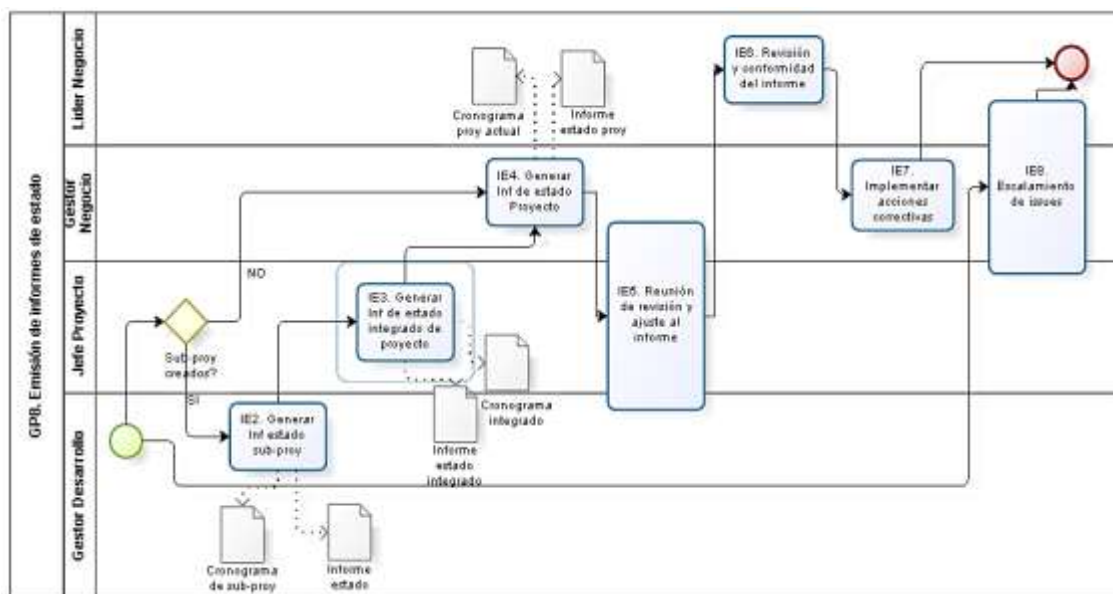 GP8. Emisión de informes de estado
Líder Negocio
Gestor
Negocio
Jefe Proyecto
Gestor Desarrollo
Cronograma
proy actual
Informe
estado proy
IE6. Revisión
y conformidad
del informe
IE4. Generar
Inf de estado
Proyecto
IE7.
Implementar
acciones
correctivas
IE8.
Escalamiento
de issues
NO
Sub-proy
creados?
SI
IE3. Generar
Inf de estado
integrado de
proyecto
IE5. Reunión
de revisión y
ajuste al
informe
Cronograma
integrado
Informe
estado
integrado
IE2. Generar
Inf estado
sub-proy
Cronograma
de sub-proy
Informe
estado